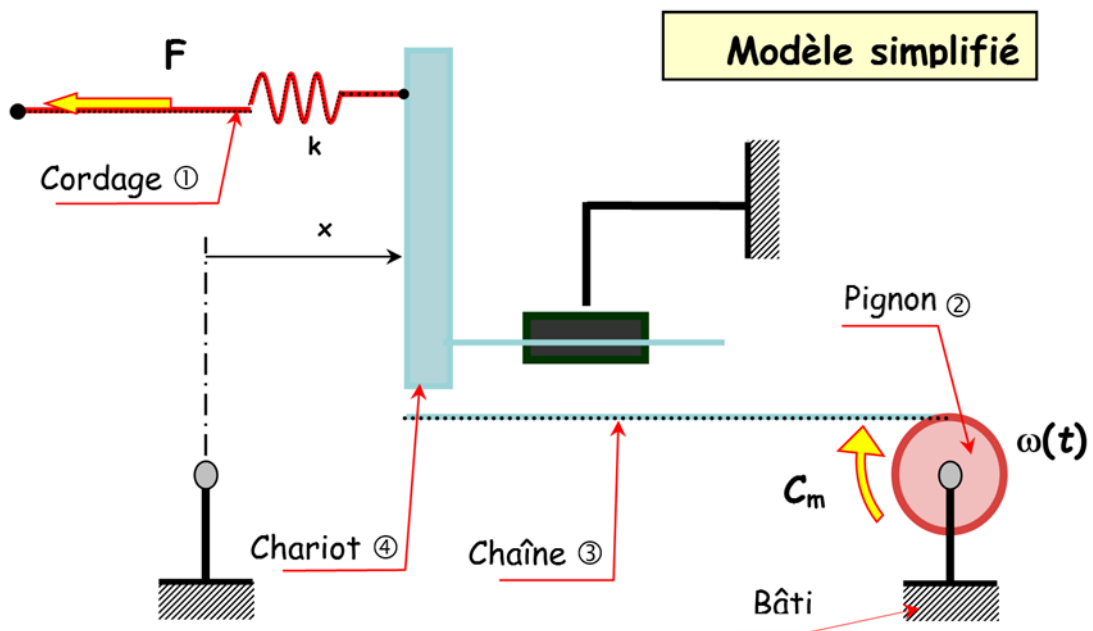 Modèle simplifié
F
k
Cordage ①
x
Pignon ②
ω(t)
Cm
Chariot ④
Chaîne ③
Bâti